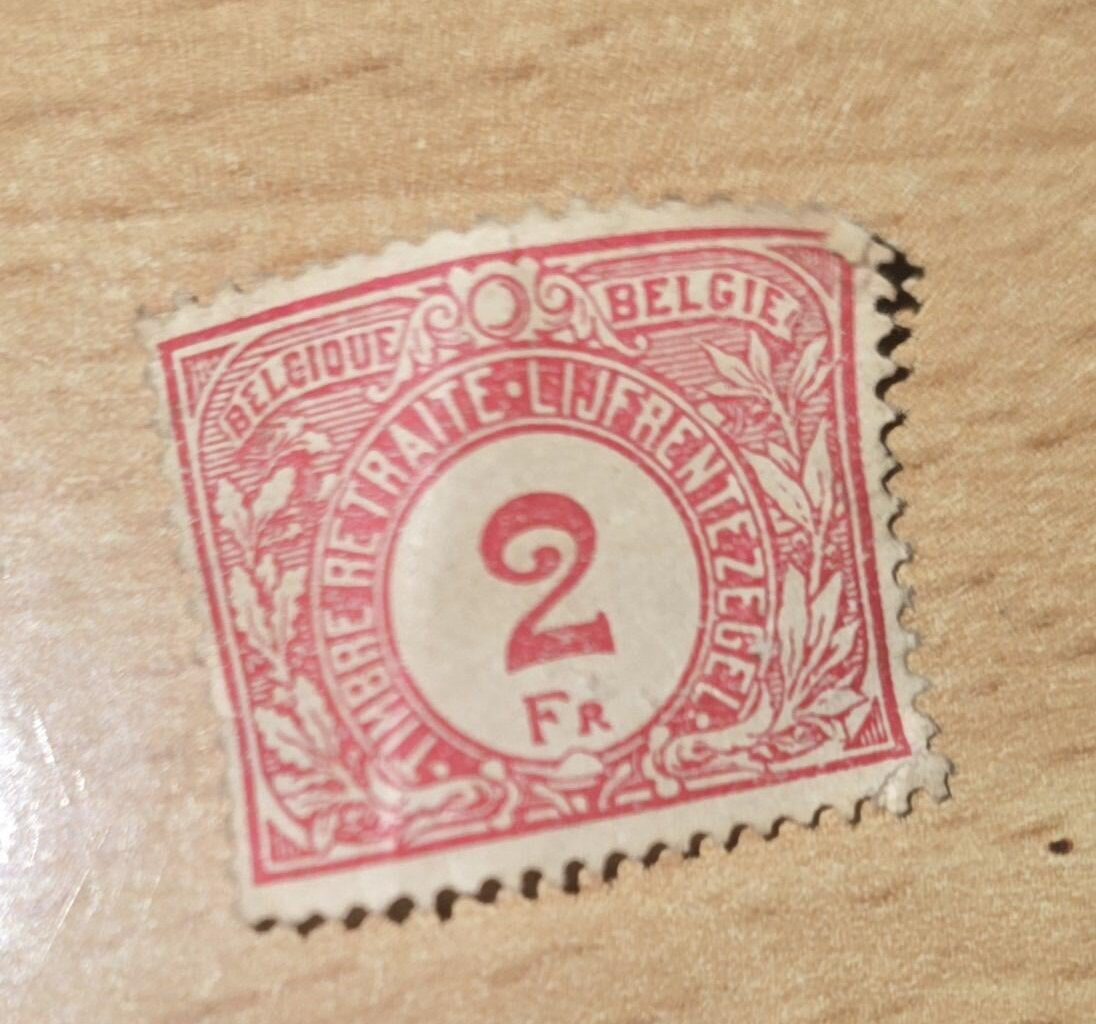 BELGIQUE
BELGIE
TIMBRE RETRAITE · LIJFRENTEZEGEL ·
2
FR